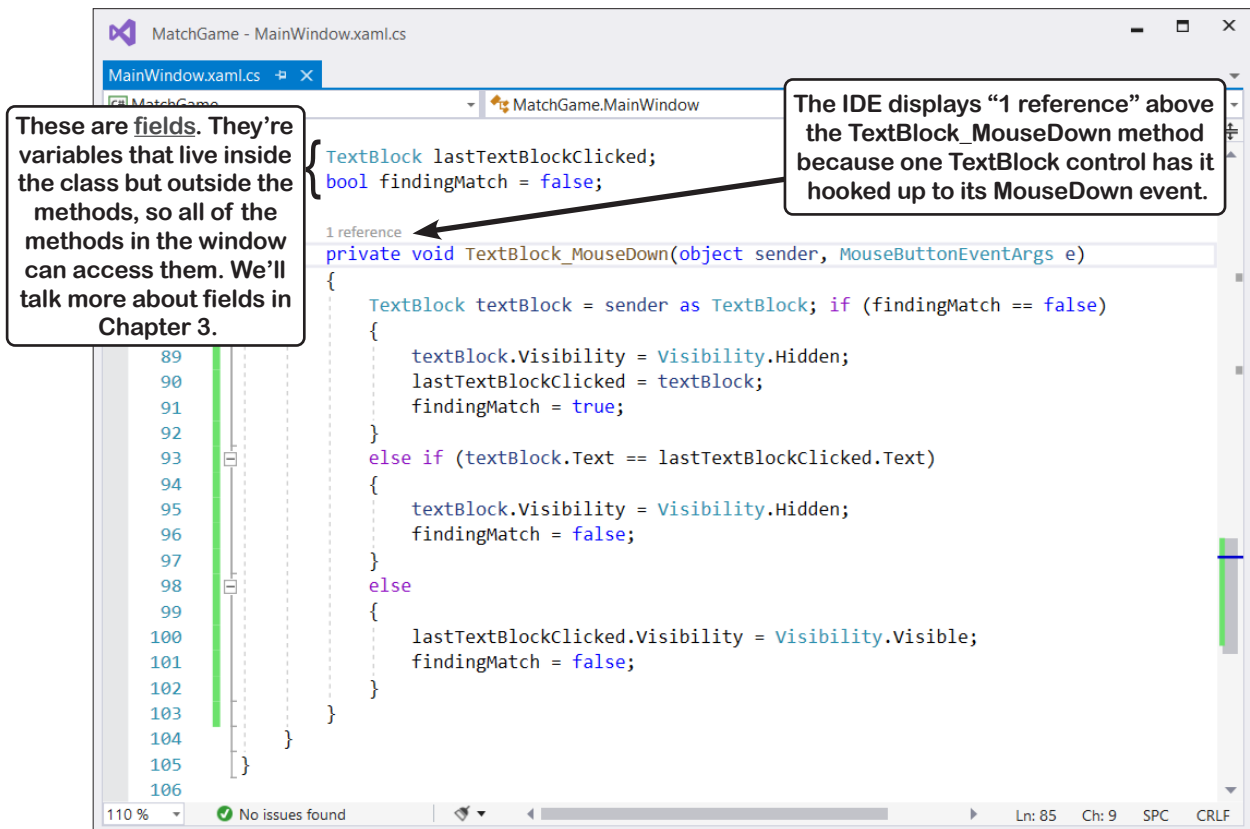 MatchGame - MainWindow.xaml.cs
MainWindow.xaml.cs
MatchGame
MatchGame.MainWindow
These are fields. They’re
variables that live inside
the class but outside the
methods, so all of the
methods in the window
can access them. We’ll
talk more about fields in
Chapter 3.
The IDE displays “1 reference” above
the TextBlock_MouseDown method
because one TextBlock control has it
hooked up to its MouseDown event.
TextBlock lastTextBlockClicked;
bool findingMatch = false;
1 reference
private void TextBlock_MouseDown(object sender, MouseButtonEventArgs e)
{
TextBlock textBlock = sender as TextBlock; if (findingMatch == false)
{
89 textBlock.Visibility = Visibility.Hidden;
90 lastTextBlockClicked = textBlock;
91 findingMatch = true;
92 }
93 else if (textBlock.Text == lastTextBlockClicked.Text)
94 {
95 textBlock.Visibility = Visibility.Hidden;
96 findingMatch = false;
97 }
98 else
99 {
100 lastTextBlockClicked.Visibility = Visibility.Visible;
101 findingMatch = false;
102 }
103 }
104 }
105 }
106
110 % No issues found Ln: 85 Ch: 9 SPC CRLF